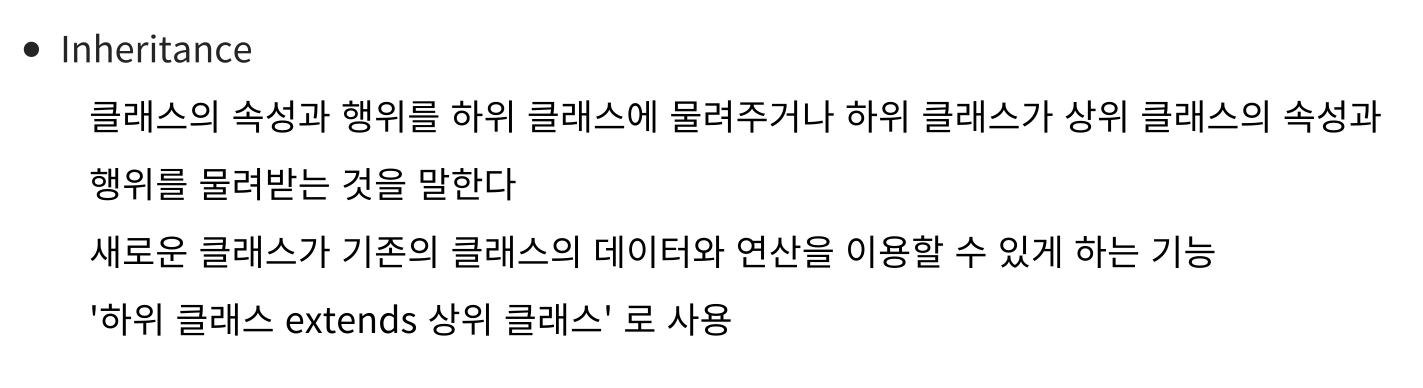 • Inheritance
클래스의 속성과 행위를 하위 클래스에 물려주거나 하위 클래스가 상위 클래스의 속성과
행위를 물려받는 것을 말한다
새로운 클래스가 기존의 클래스의 데이터와 연산을 이용할 수 있게 하는 기능
'하위 클래스 extends 상위 클래스' 로 사용